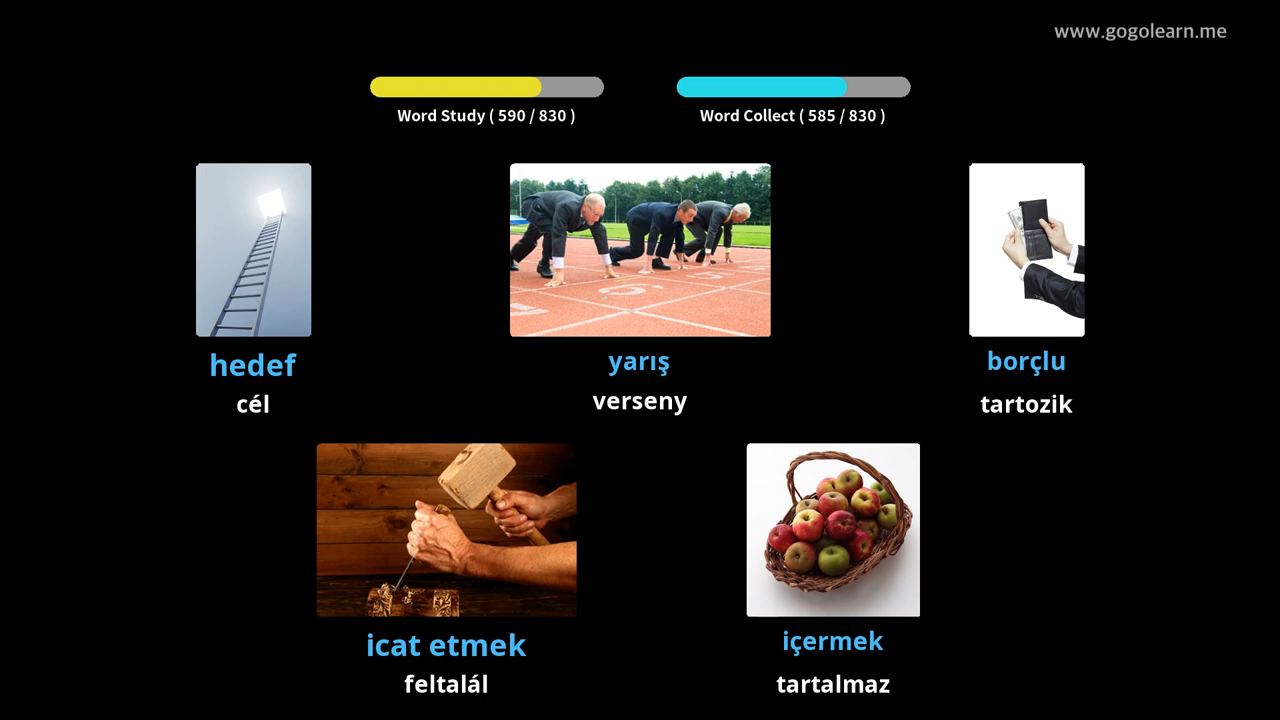 www.gogolearn.me
Word Study ( 590 / 830 )
Word Collect ( 585 / 830 )
hedef
cél
yarış
verseny
borçlu
tartozik
icat etmek
feltalál
içermek
tartalmaz